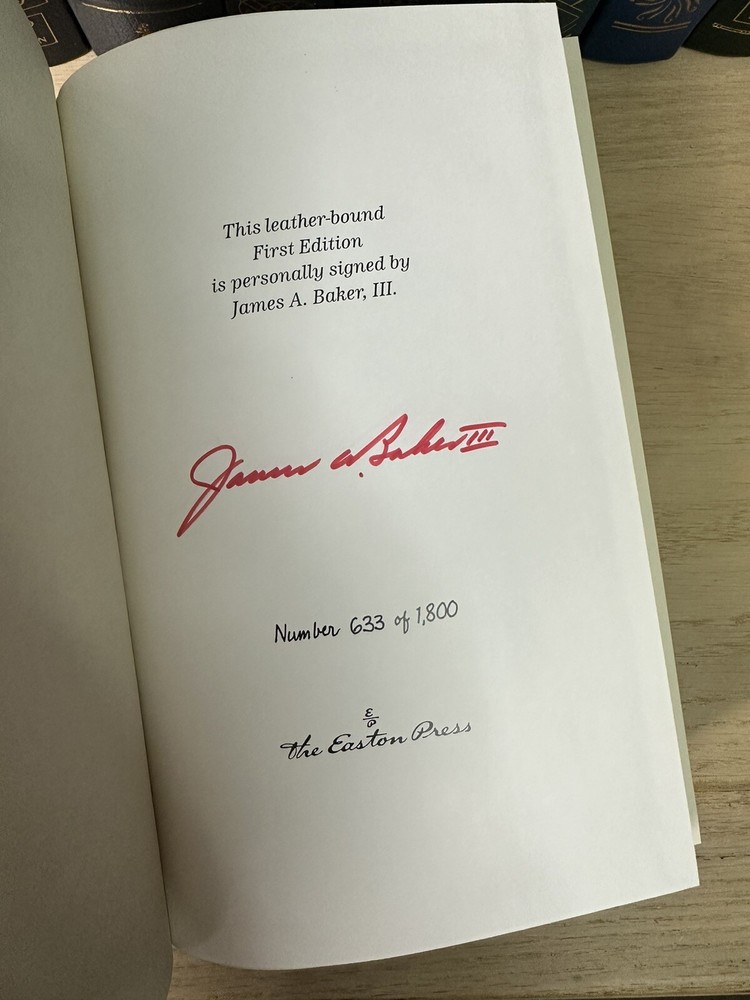 This leather-bound
First Edition
is personally signed by
James A. Baker, III.
James A. Baker III
Number 633 of 1,800
EP
The Easton Press